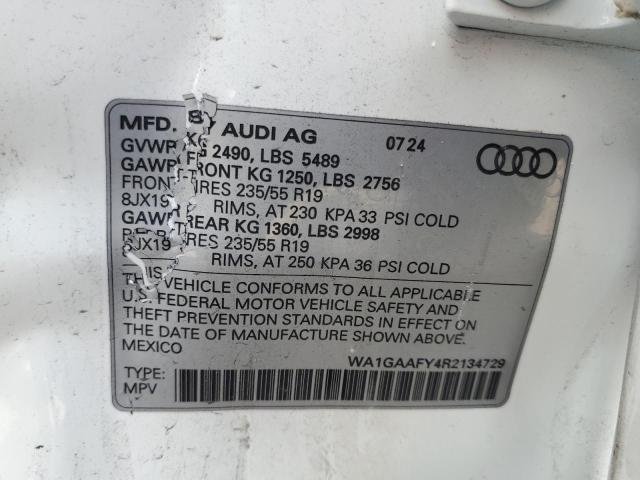 MFD. BY AUDI AG 07 24
GVWR KG 2490, LBS 5489
GAWR FRONT KG 1250, LBS 2756
FRONT TIRES 235/55 R19
8JX19 RIMS, AT 230 KPA 33 PSI COLD
GAWR REAR KG 1360, LBS 2998
TIRES 235/55 R19
8JX19 RIMS, AT 250 KPA 36 PSI COLD
THIS VEHICLE CONFORMS TO ALL APPLICABLE
U.S. FEDERAL MOTOR VEHICLE SAFETY AND
THEFT PREVENTION STANDARDS IN EFFECT ON
THE DATE OF MANUFACTURE SHOWN ABOVE.
MEXICO
WA1GAAFY4R2134729
TYPE:
MPV